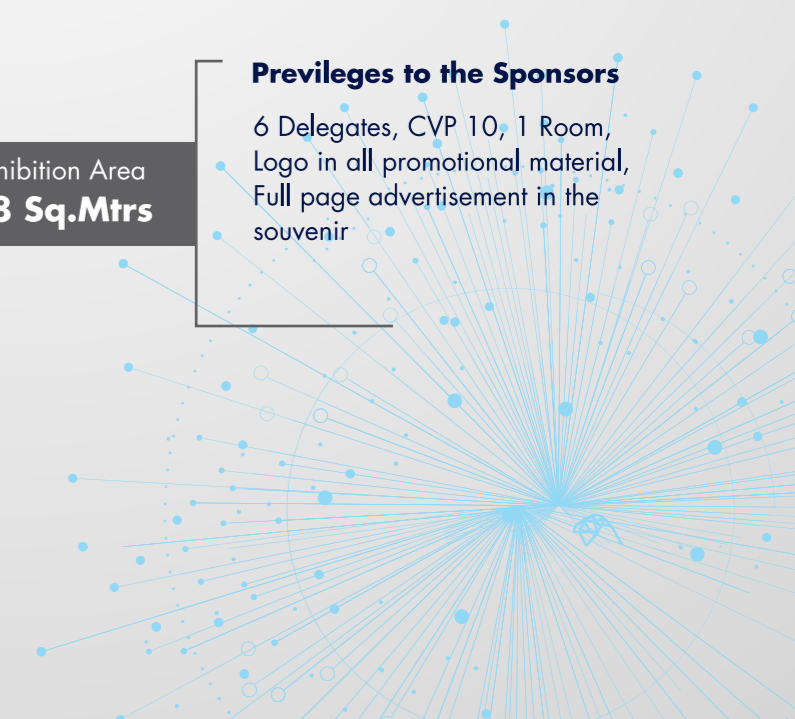 Previleges to the Sponsors
6 Delegates, CVP 10, 1 Room,
Logo in all promotional material,
Full page advertisement in the
souvenir
Area
Sq.Mtrs